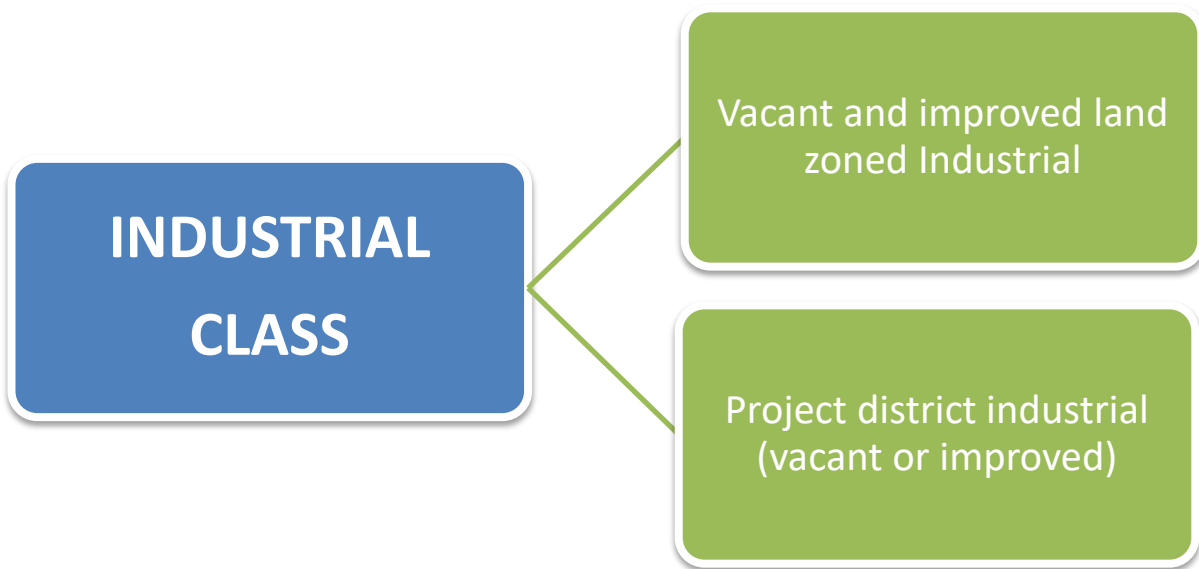 INDUSTRIAL
CLASS
Vacant and improved land
zoned Industrial
Project district industrial
(vacant or improved)